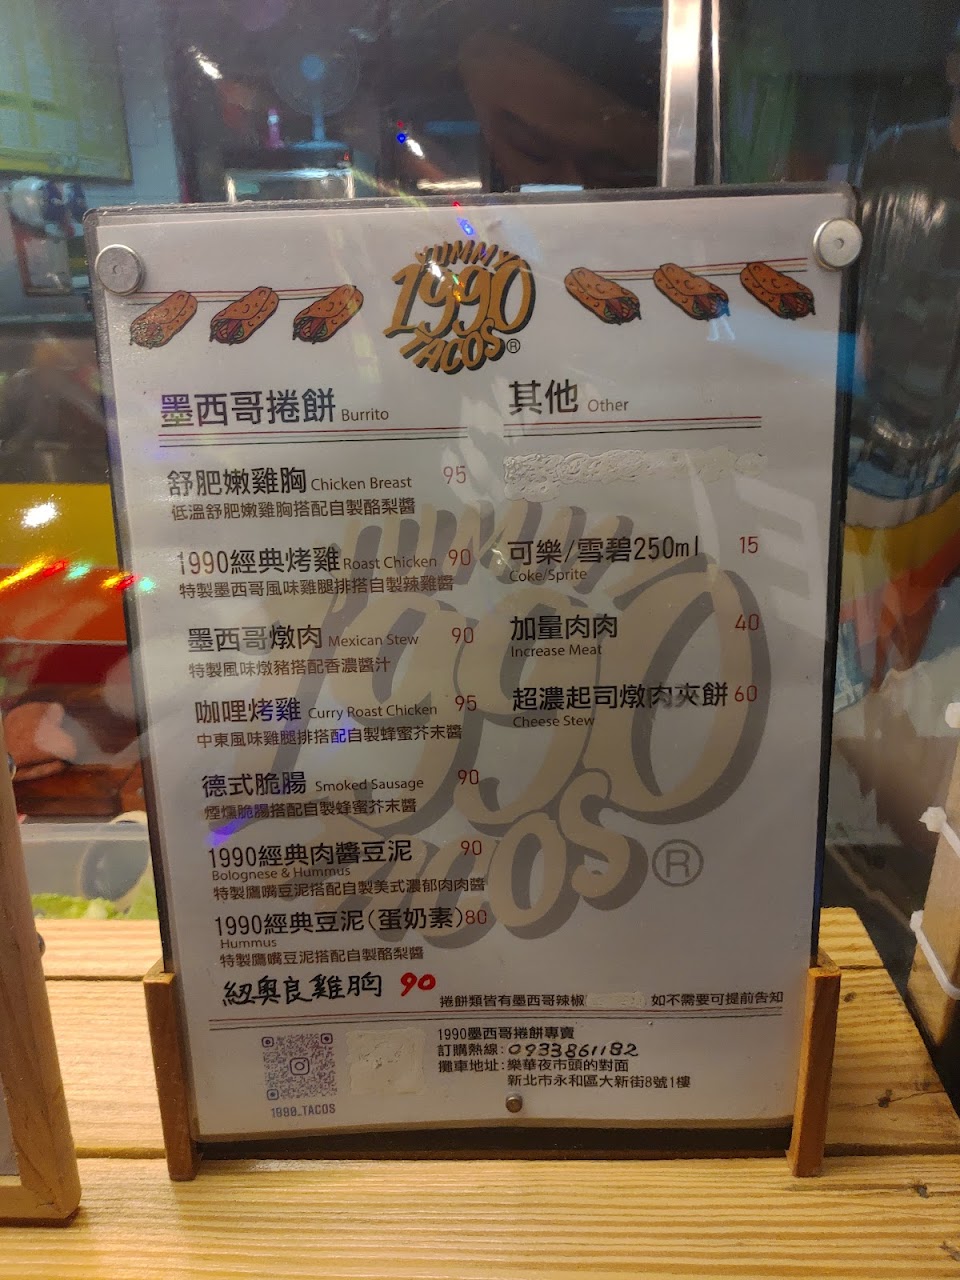 YUMMY
1990
TACOS®
墨西哥捲餅 Burrito
舒肥嫩雞胸 Chicken Breast 95
低溫舒肥嫩雞胸搭配自製酪梨醬
1990經典烤雞 Roast Chicken 90
特製墨西哥風味雞腿排搭自製辣雞醬
墨西哥燉肉 Mexican Stew 90
特製風味燉豬搭配香濃醬汁
咖哩烤雞 Curry Roast Chicken 95
中東風味雞腿排搭配自製蜂蜜芥末醬
德式脆腸 Smoked Sausage 90
煙燻脆腸搭配自製蜂蜜芥末醬
1990經典肉醬豆泥 90
Bolognese & Hummus
特製鷹嘴豆泥搭配自製美式濃郁肉肉醬
1990經典豆泥(蛋奶素)80
Hummus
特製鷹嘴豆泥搭配自製酪梨醬
紐奧良雞胸 90
其他 Other
可樂/雪碧250ml 15
Coke/Sprite
加量肉肉 40
Increase Meat
超濃起司燉肉夾餅 60
Cheese Stew
YUMMY
1990
TACOS®
捲餅類皆有墨西哥辣椒 如不需要可提前告知
1990_TACOS
1990墨西哥捲餅專賣
訂購熱線:0933861182
攤車地址:樂華夜市頭的對面
新北市永和區大新街8號1樓